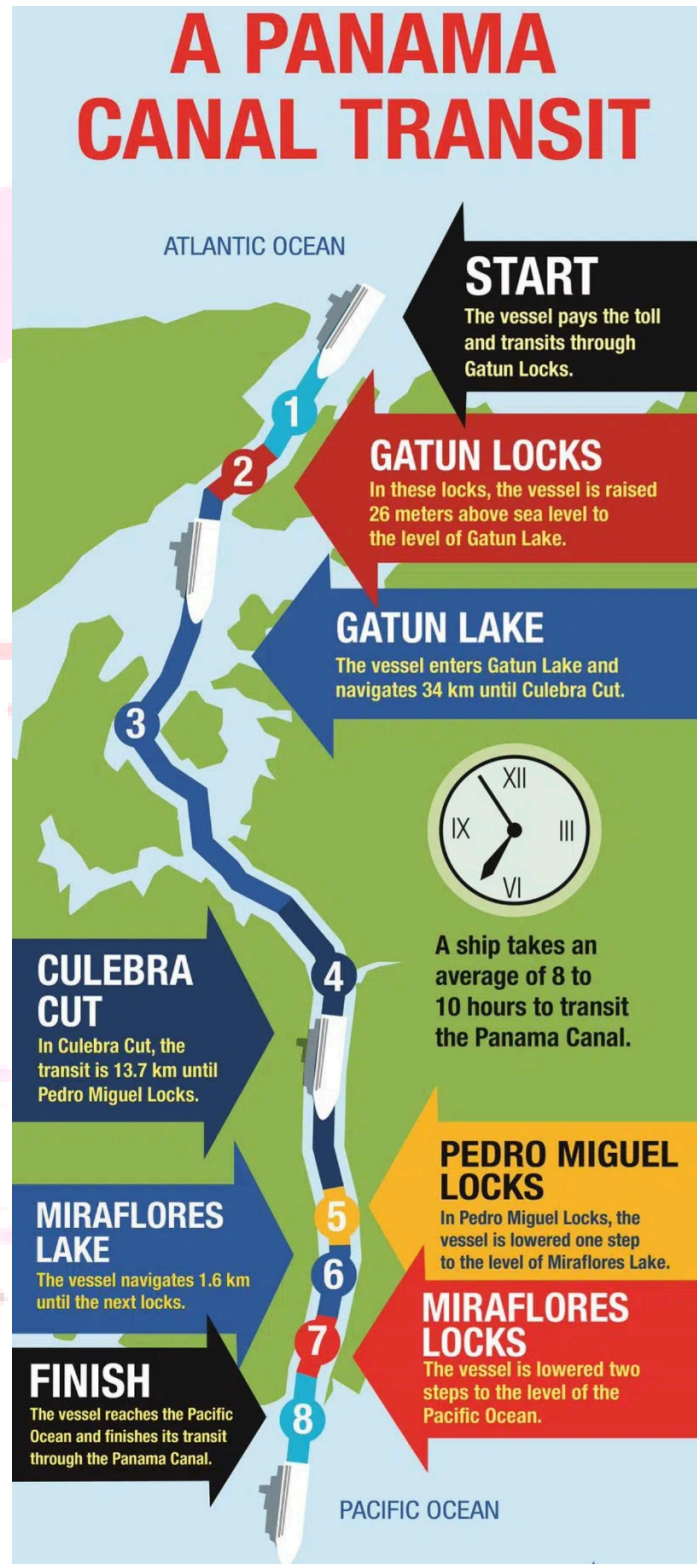 A PANAMA
CANAL TRANSIT
ATLANTIC OCEAN
START
The vessel pays the toll
and transits through
Gatun Locks.
1
2
GATUN LOCKS
In these locks, the vessel is raised
26 meters above sea level to
the level of Gatun Lake.
GATUN LAKE
The vessel enters Gatun Lake and
navigates 34 km until Culebra Cut.
3
XII
IX
III
VI
A ship takes an
average of 8 to
10 hours to transit
the Panama Canal.
CULEBRA
CUT
In Culebra Cut, the
transit is 13.7 km until
Pedro Miguel Locks.
4
PEDRO MIGUEL
LOCKS
In Pedro Miguel Locks, the
vessel is lowered one step
to the level of Miraflores Lake.
5
MIRAFLORES
LAKE
The vessel navigates 1.6 km
until the next locks.
6
7
MIRAFLORES
LOCKS
The vessel is lowered two
steps to the level of the
Pacific Ocean.
FINISH
The vessel reaches the Pacific
Ocean and finishes its transit
through the Panama Canal.
8
PACIFIC OCEAN